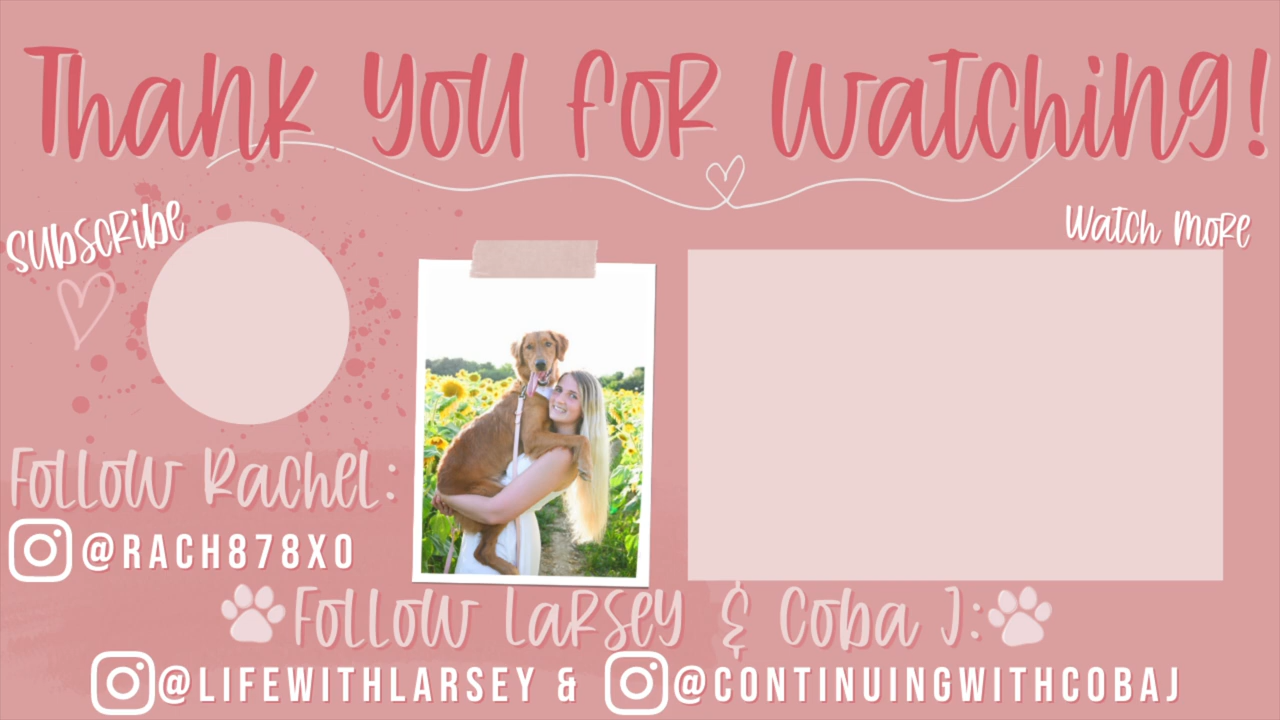 Thank you for watching!
Subscribe
Watch more
Follow Rachel:
@RACH878XO
Follow Larsey & Coba J:
@LIFEWITHLARSEY & @CONTINUINGWITHCOBAJ